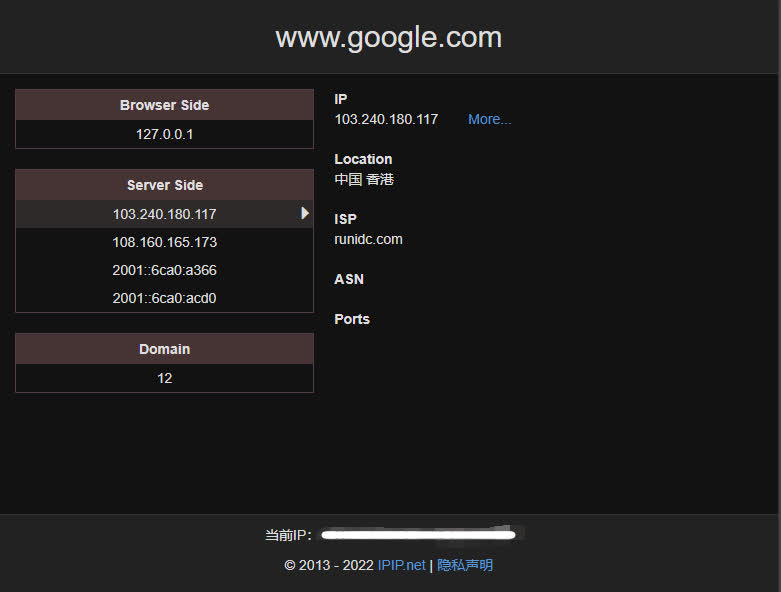 www.google.com
Browser Side
127.0.0.1
Server Side
103.240.180.117
108.160.165.173
2001::6ca0:a366
2001::6ca0:acd0
Domain
12
IP
103.240.180.117 More...
Location
中国 香港
ISP
runidc.com
ASN
Ports
当前IP：
© 2013 - 2022 IPIP.net | 隐私声明